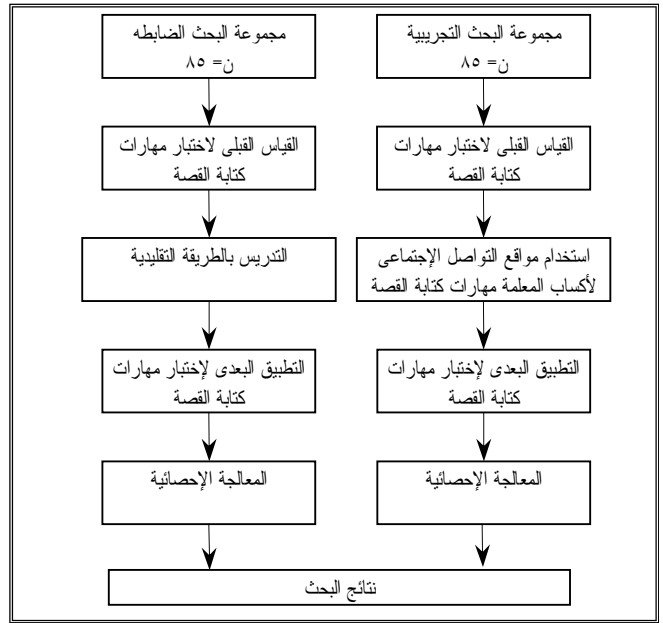 مجموعة البحث التجريبية
ن= ٨٥
مجموعة البحث الضابطه
ن= ٨٥
القياس القبلى لاختبار مهارات
كتابة القصة
القياس القبلى لاختبار مهارات
كتابة القصة
استخدام مواقع التواصل الإجتماعى
لأكساب المعلمة مهارات كتابة القصة
التدريس بالطريقة التقليدية
التطبيق البعدى لإختبار مهارات
كتابة القصة
التطبيق البعدى لإختبار مهارات
كتابة القصة
المعالجة الإحصائية
المعالجة الإحصائية
نتائج البحث